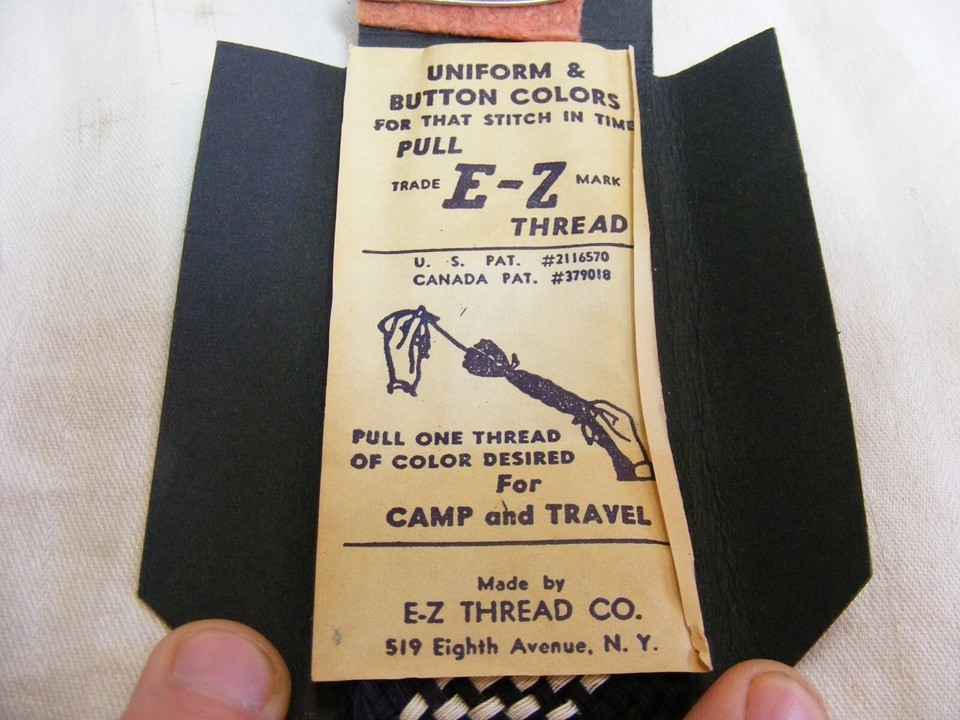 UNIFORM &
BUTTON COLORS
FOR THAT STITCH IN TIME
PULL
TRADE E-Z MARK
THREAD
U. S. PAT. #2116570
CANADA PAT. #379018
PULL ONE THREAD
OF COLOR DESIRED
For
CAMP and TRAVEL
Made by
E-Z THREAD CO.
519 Eighth Avenue, N. Y.